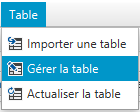 Table
Importer une table
Gérer la table
Actualiser la table